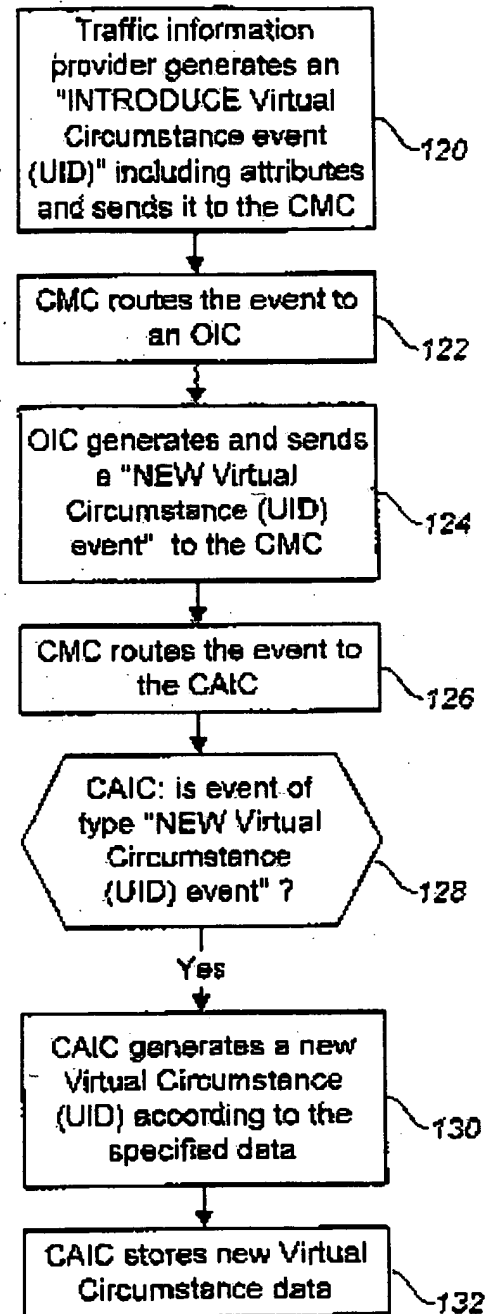 Traffic information
provider generates an
"INTRODUCE Virtual
Circumstance event
(UID)" including attributes
and sends it to the CMC
120
CMC routes the event to
an OIC
122
OIC generates and sends
a "NEW Virtual
Circumstance (UID)
event" to the CMC
124
CMC routes the event to
the CAIC
126
CAIC: is event of
type "NEW Virtual
Circumstance
(UID) event" ?
128
Yes
CAIC generates a new
Virtual Circumstance
(UID) according to the
specified data
130
CAIC stores new Virtual
Circumstance data
132